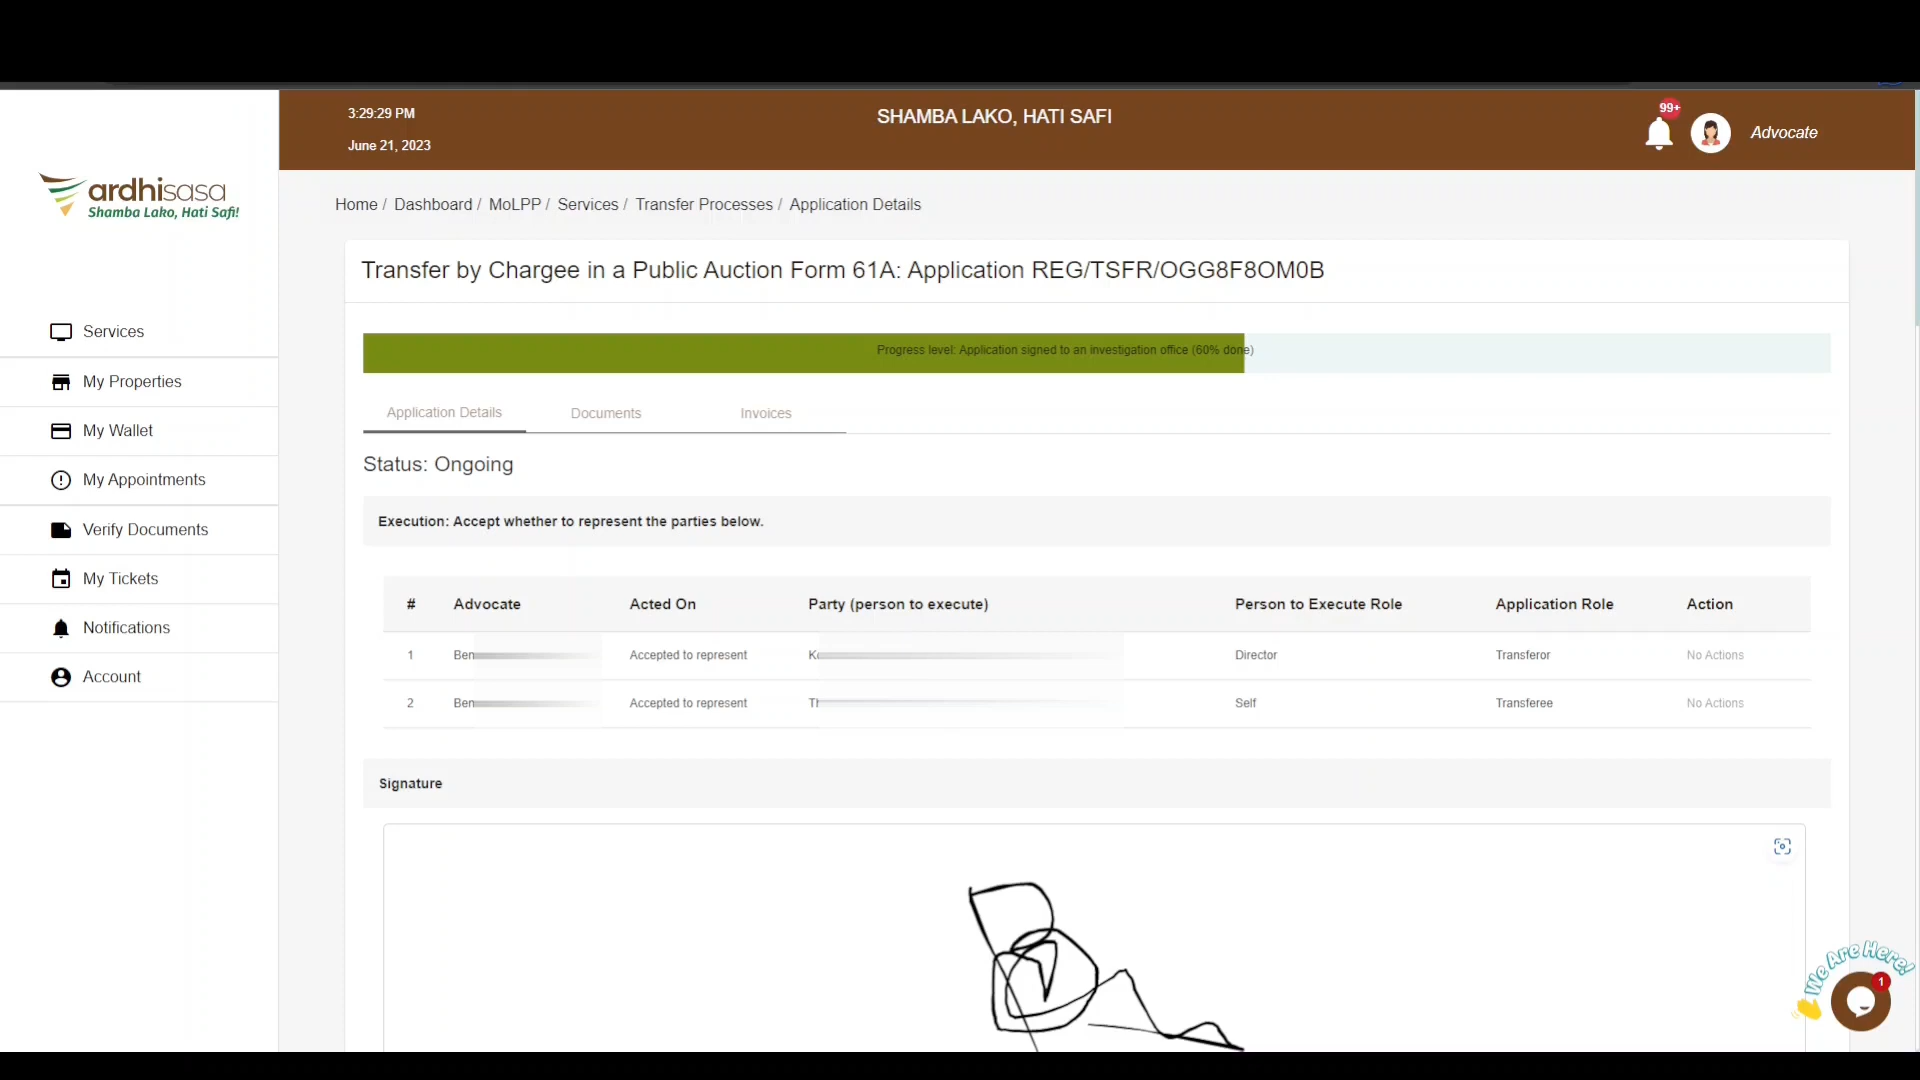 3:29:29 PM
SHAMBA LAKO, HATI SAFI
99+
Advocate
June 21, 2023
ardhisasa
Shamba Lako, Hati Safi!
Home / Dashboard / MoLPP / Services / Transfer Processes / Application Details
Transfer by Chargee in a Public Auction Form 61A: Application REG/TSFR/OGG8F8OM0B
Services
My Properties
My Wallet
My Appointments
Verify Documents
My Tickets
Notifications
Account
Progress level: Application signed to an investigation office (60% done)
Application Details Documents Invoices
Status: Ongoing
Execution: Accept whether to represent the parties below.
# Advocate Acted On Party (person to execute) Person to Execute Role Application Role Action
1 Ben Accepted to represent Director Transferor No Actions
2 Ben Accepted to represent Self Transferee No Actions
Signature
We Are Here!
1